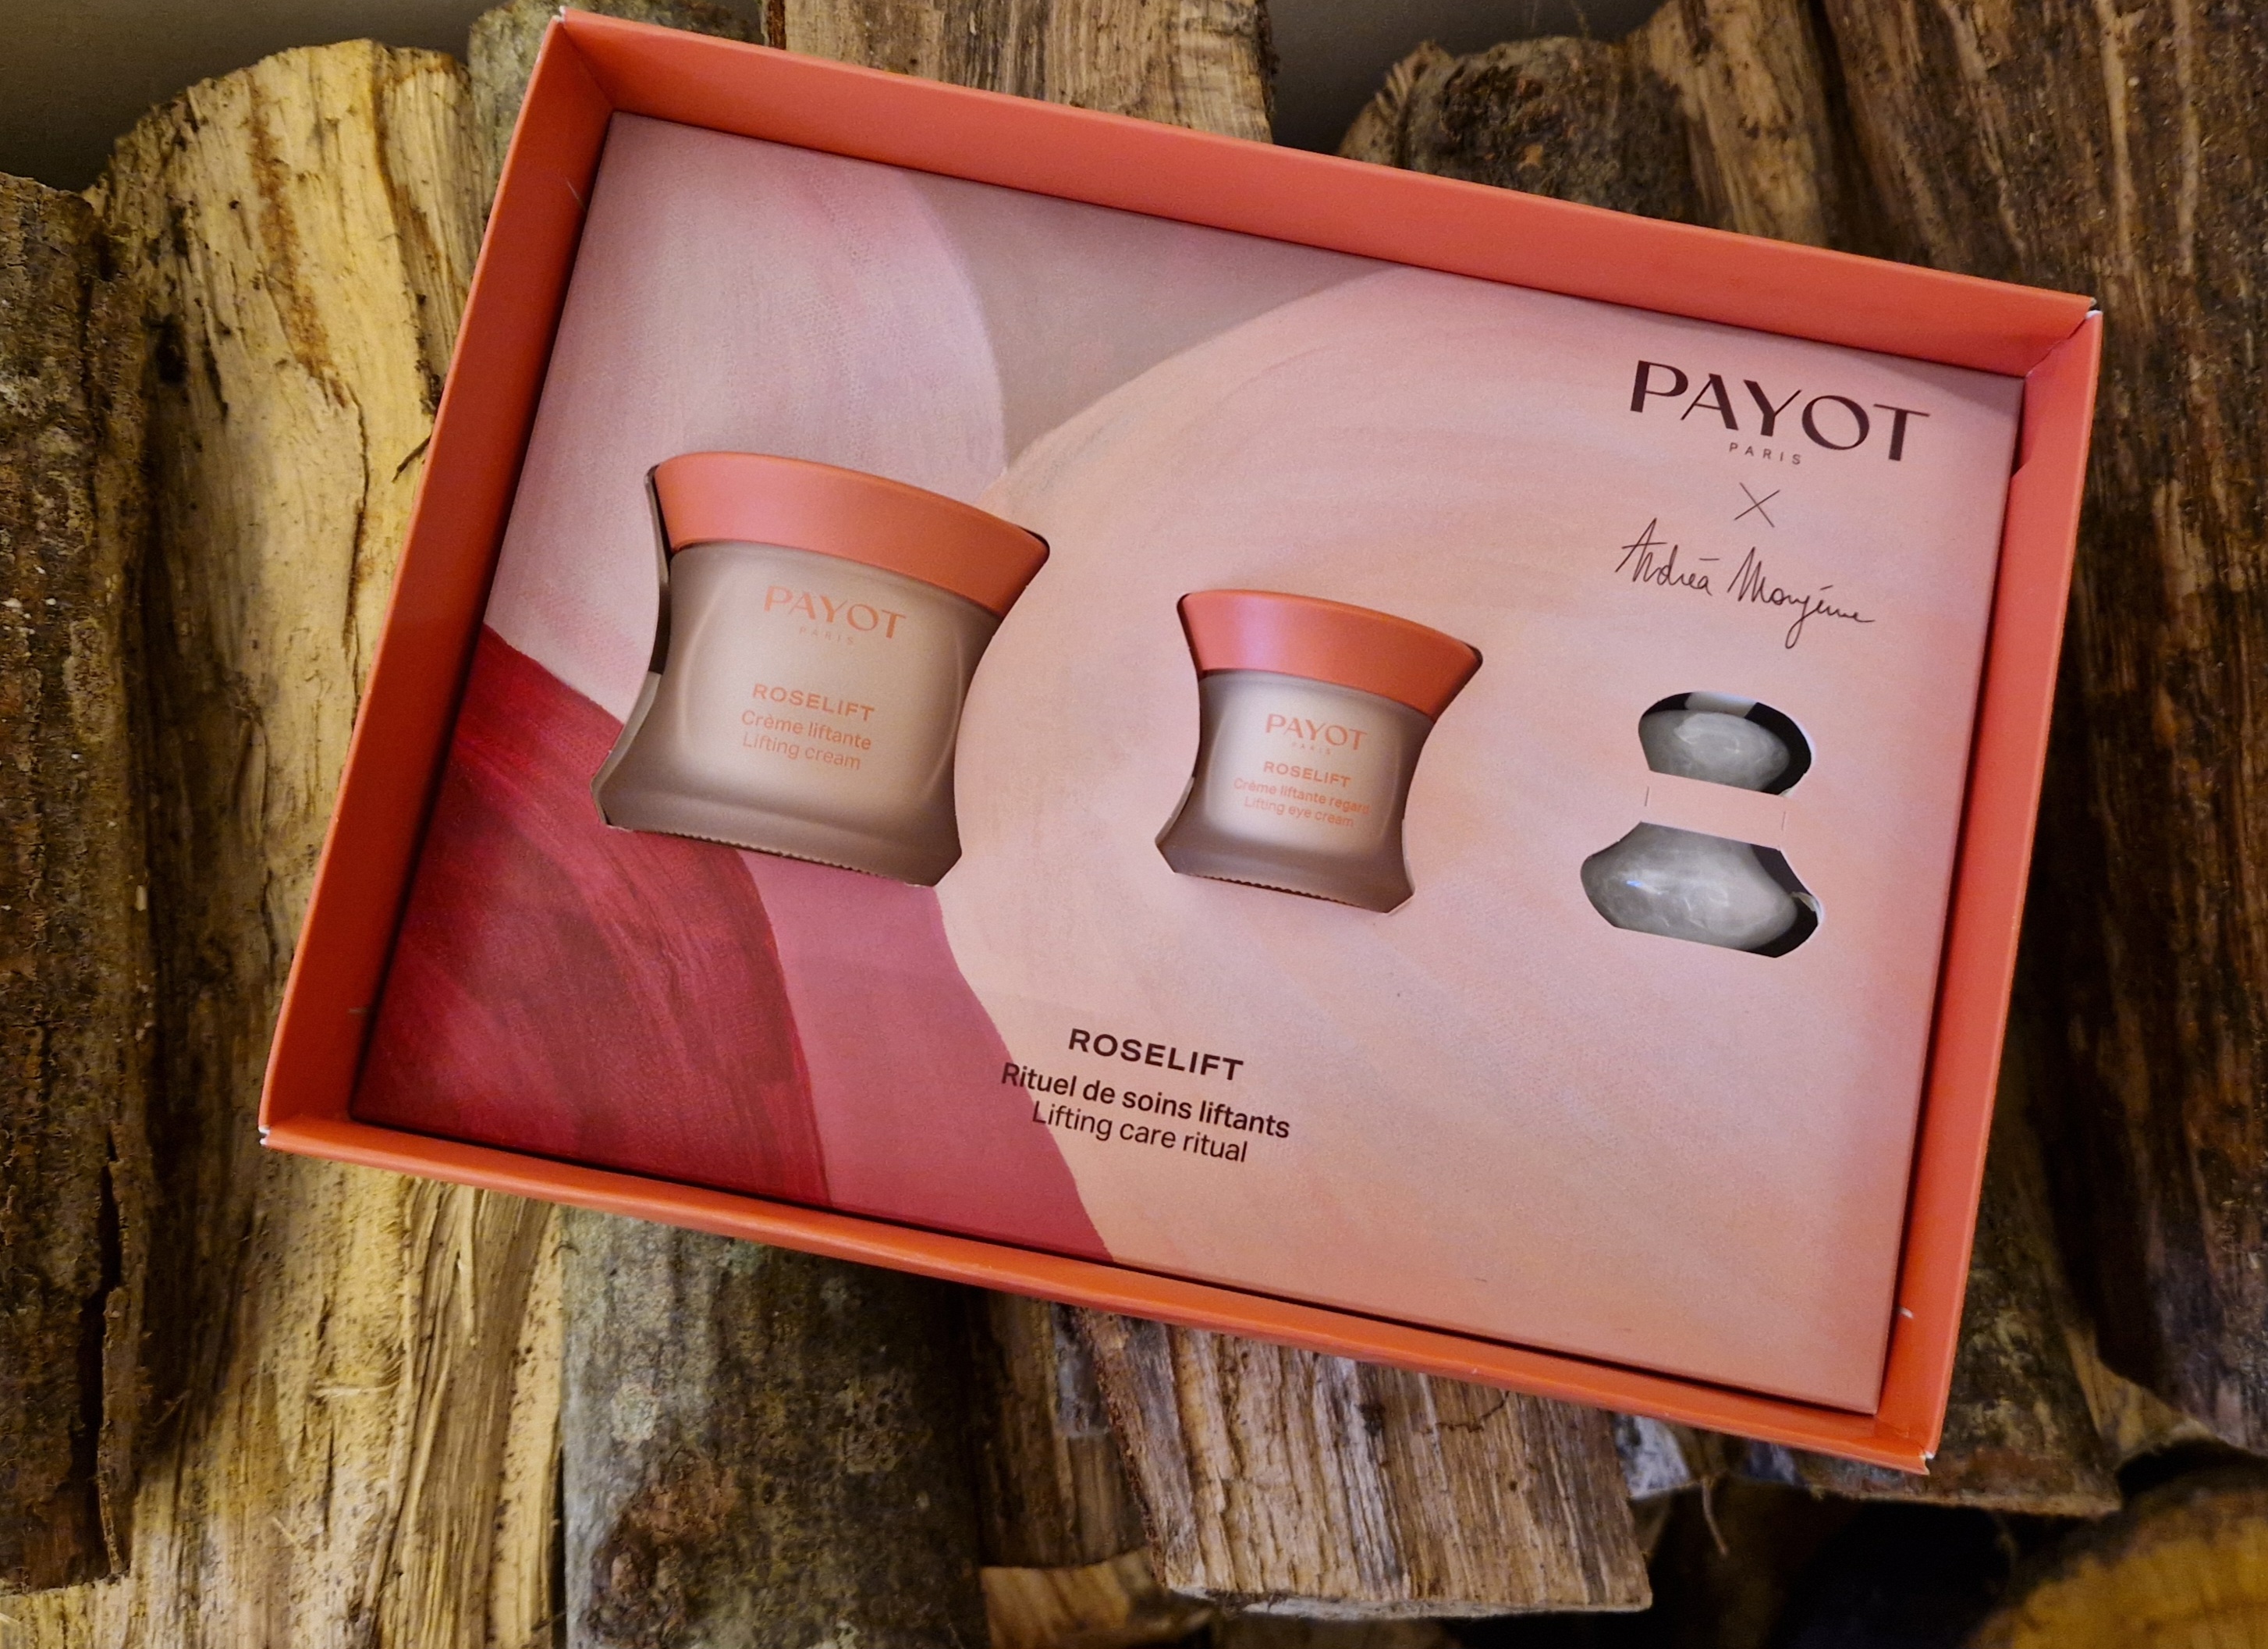 PAYOT
PARIS
×
Andréa Mongéne
PAYOT
PARIS
ROSELIFT
Crème liftante
Lifting cream
PAYOT
PARIS
ROSELIFT
Crème liftante regard
Lifting eye cream
ROSELIFT
Rituel de soins liftants
Lifting care ritual